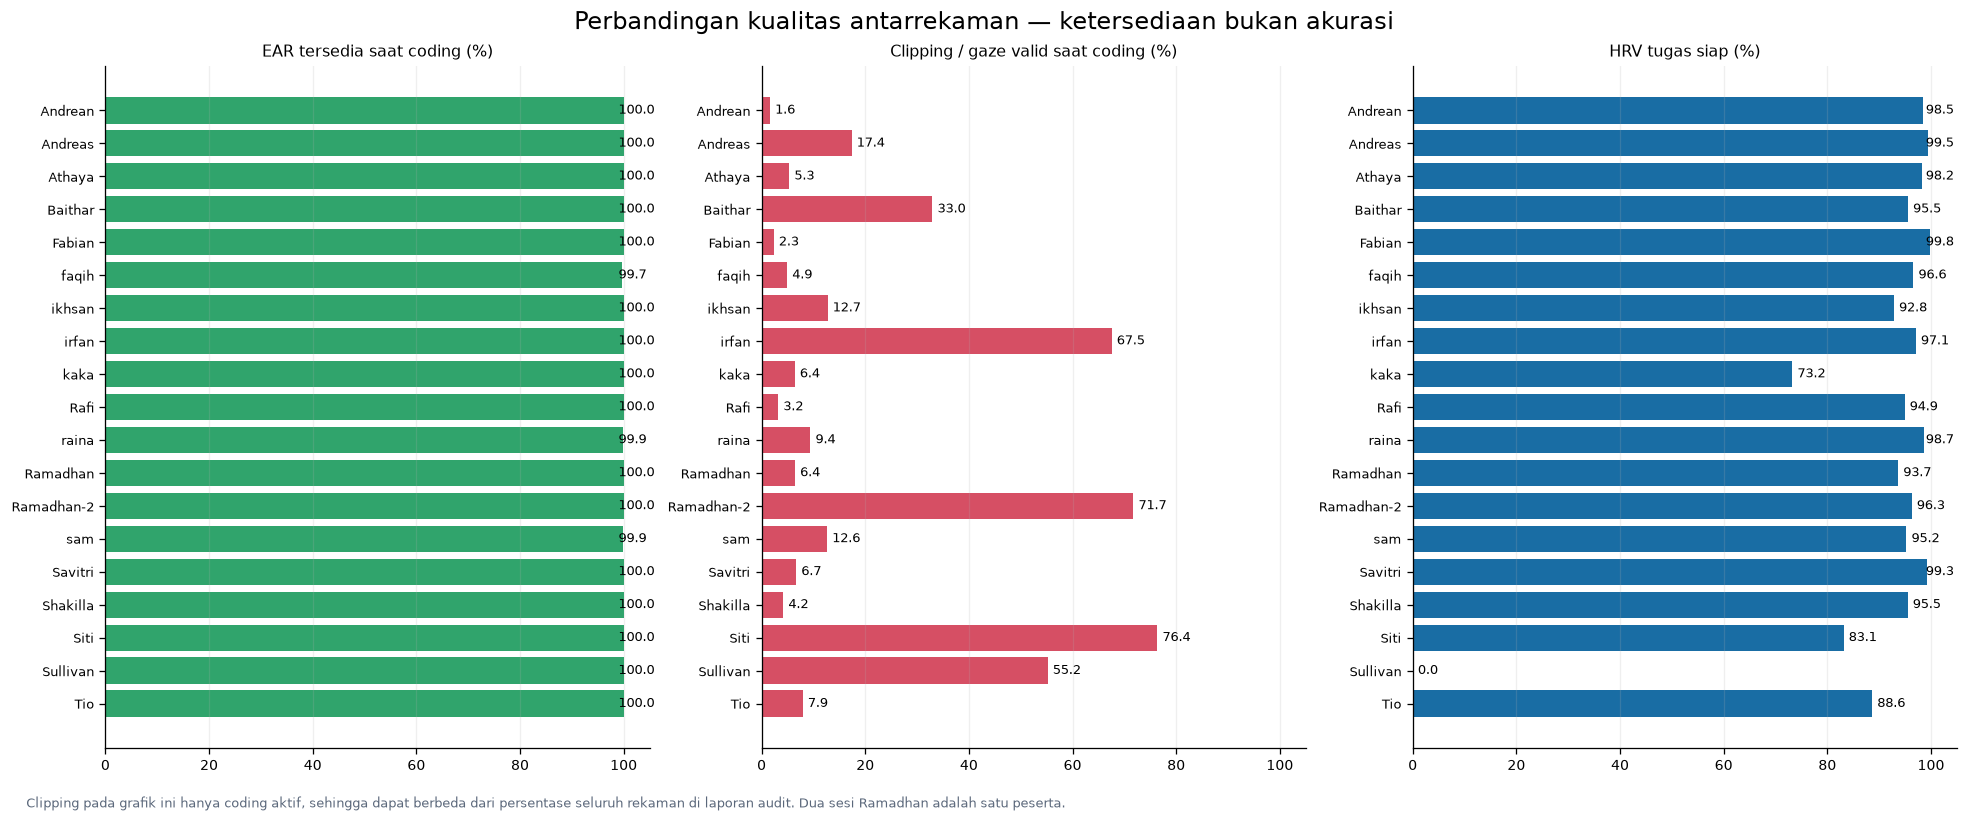 Perbandingan kualitas antarrekaman — ketersediaan bukan akurasi
EAR tersedia saat coding (%)
Andrean 100.0
Andreas 100.0
Athaya 100.0
Baithar 100.0
Fabian 100.0
faqih 99.7
ikhsan 100.0
irfan 100.0
kaka 100.0
Rafi 100.0
raina 99.9
Ramadhan 100.0
Ramadhan-2 100.0
sam 99.9
Savitri 100.0
Shakilla 100.0
Siti 100.0
Sullivan 100.0
Tio 100.0
0 20 40 60 80 100
Clipping / gaze valid saat coding (%)
Andrean 1.6
Andreas 17.4
Athaya 5.3
Baithar 33.0
Fabian 2.3
faqih 4.9
ikhsan 12.7
irfan 67.5
kaka 6.4
Rafi 3.2
raina 9.4
Ramadhan 6.4
Ramadhan-2 71.7
sam 12.6
Savitri 6.7
Shakilla 4.2
Siti 76.4
Sullivan 55.2
Tio 7.9
0 20 40 60 80 100
HRV tugas siap (%)
Andrean 98.5
Andreas 99.5
Athaya 98.2
Baithar 95.5
Fabian 99.8
faqih 96.6
ikhsan 92.8
irfan 97.1
kaka 73.2
Rafi 94.9
raina 98.7
Ramadhan 93.7
Ramadhan-2 96.3
sam 95.2
Savitri 99.3
Shakilla 95.5
Siti 83.1
Sullivan 0.0
Tio 88.6
0 20 40 60 80 100
Clipping pada grafik ini hanya coding aktif, sehingga dapat berbeda dari persentase seluruh rekaman di laporan audit. Dua sesi Ramadhan adalah satu peserta.